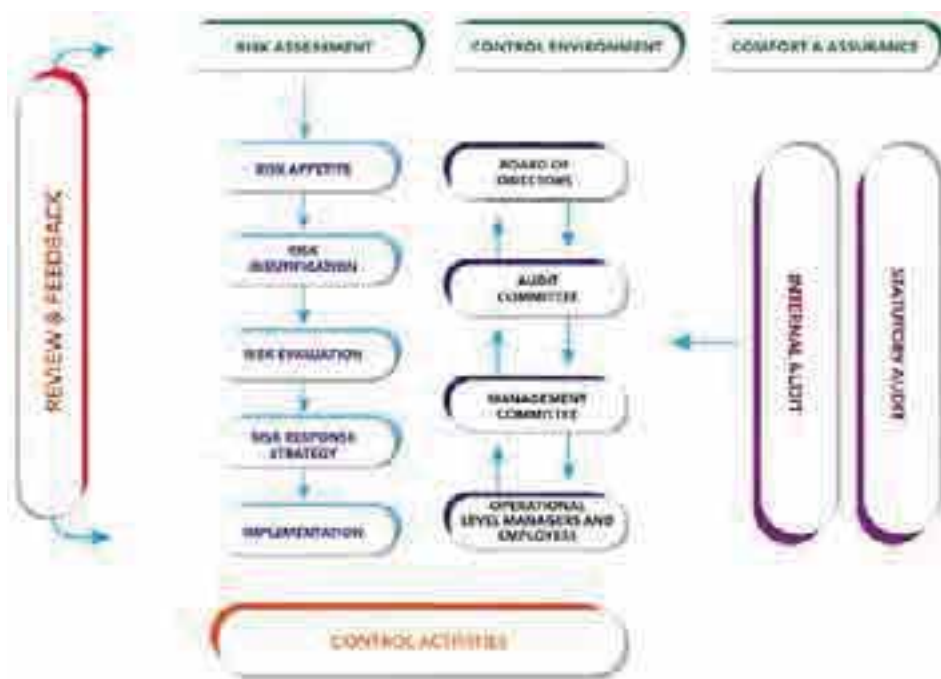 RISK ASSESSMENT
CONTROL ENVIRONMENT
COMFORT & ASSURANCE
REVIEW & FEEDBACK
RISK APPETITE
RISK
IDENTIFICATION
RISK EVALUATION
RISK RESPONSE
STRATEGY
IMPLEMENTATION
BOARD OF
DIRECTORS
AUDIT
COMMITTEE
MANAGEMENT
COMMITTEE
OPERATIONAL
LEVEL MANAGERS AND
EMPLOYEES
INTERNAL AUDIT
STATUTORY AUDIT
CONTROL ACTIVITIES